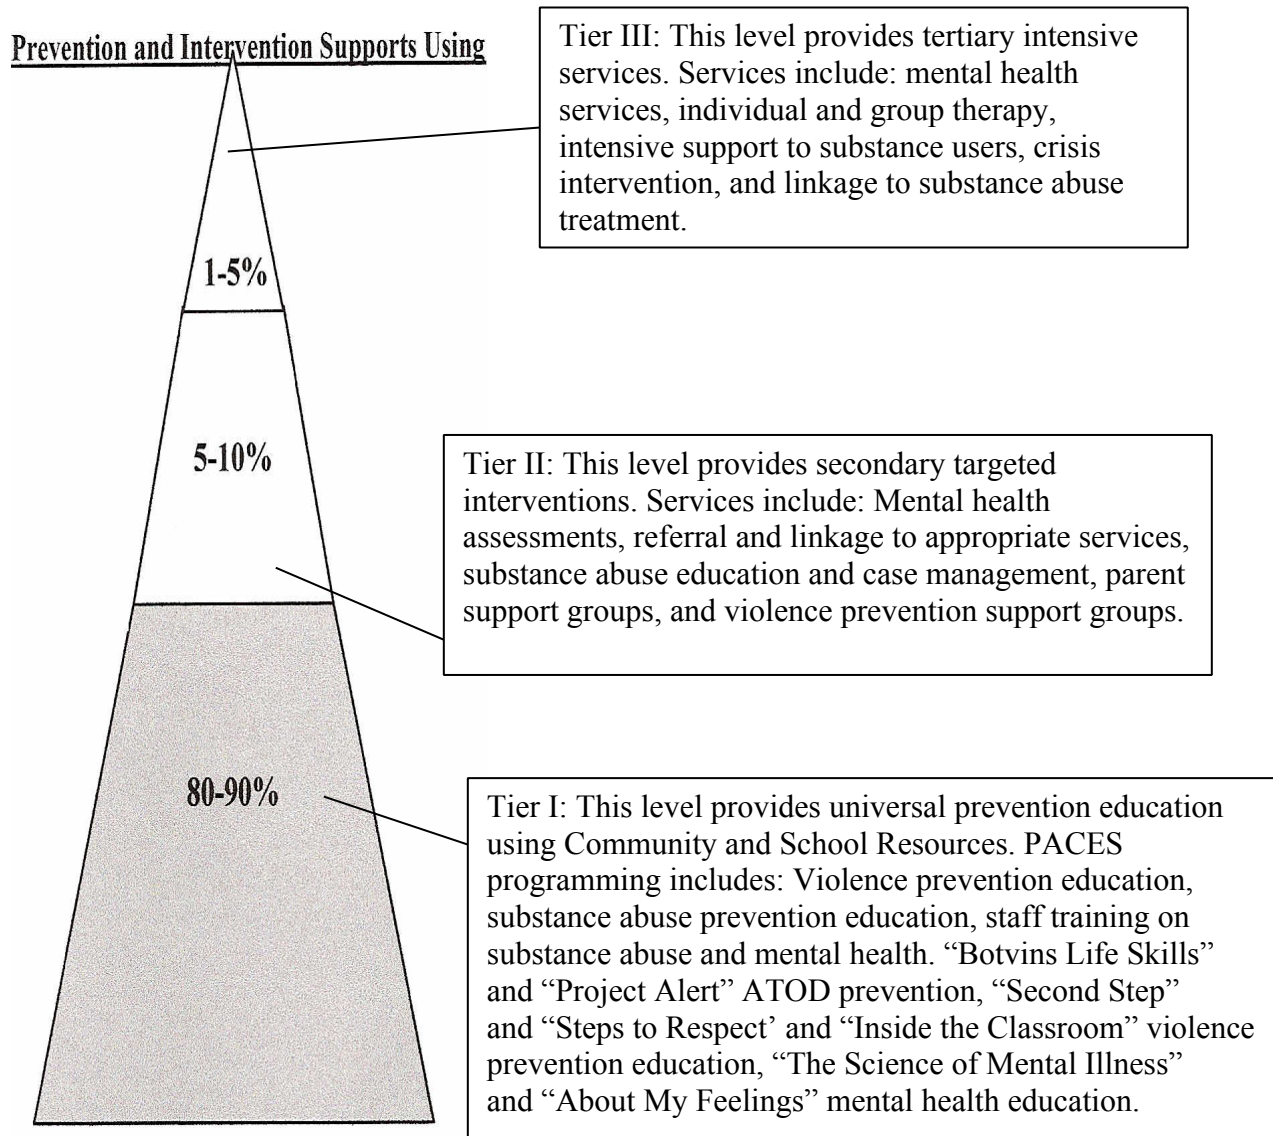 Prevention and Intervention Supports Using
Tier III: This level provides tertiary intensive
services. Services include: mental health
services, individual and group therapy,
intensive support to substance users, crisis
intervention, and linkage to substance abuse
treatment.
1-5%
5-10%
Tier II: This level provides secondary targeted
interventions. Services include: Mental health
assessments, referral and linkage to appropriate services,
substance abuse education and case management, parent
support groups, and violence prevention support groups.
80-90%
Tier I: This level provides universal prevention education
using Community and School Resources. PACES
programming includes: Violence prevention education,
substance abuse prevention education, staff training on
substance abuse and mental health. “Botvins Life Skills”
and “Project Alert” ATOD prevention, “Second Step”
and “Steps to Respect’ and “Inside the Classroom” violence
prevention education, “The Science of Mental Illness”
and “About My Feelings” mental health education.